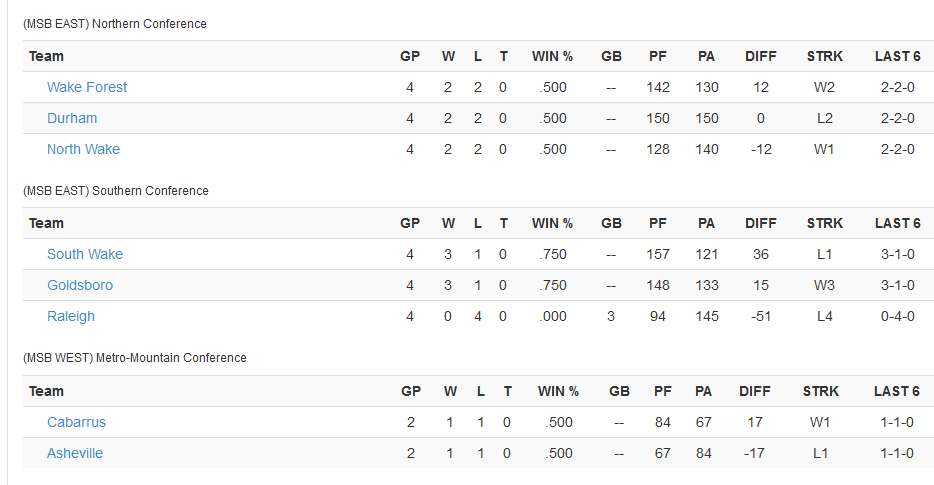 (MSB EAST) Northern Conference
Team GP W L T WIN % GB PF PA DIFF STRK LAST 6
Wake Forest 4 2 2 0 .500 -- 142 130 12 W2 2-2-0
Durham 4 2 2 0 .500 -- 150 150 0 L2 2-2-0
North Wake 4 2 2 0 .500 -- 128 140 -12 W1 2-2-0
(MSB EAST) Southern Conference
Team GP W L T WIN % GB PF PA DIFF STRK LAST 6
South Wake 4 3 1 0 .750 -- 157 121 36 L1 3-1-0
Goldsboro 4 3 1 0 .750 -- 148 133 15 W3 3-1-0
Raleigh 4 0 4 0 .000 3 94 145 -51 L4 0-4-0
(MSB WEST) Metro-Mountain Conference
Team GP W L T WIN % GB PF PA DIFF STRK LAST 6
Cabarrus 2 1 1 0 .500 -- 84 67 17 W1 1-1-0
Asheville 2 1 1 0 .500 -- 67 84 -17 L1 1-1-0